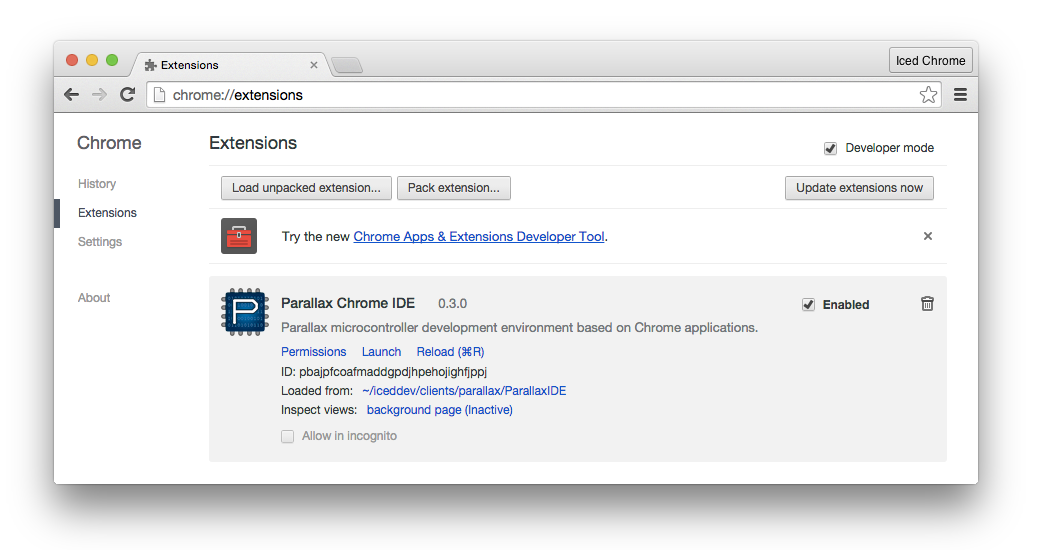 Extensions
Iced Chrome
chrome://extensions
Chrome
Extensions
Developer mode
History
Load unpacked extension...
Pack extension...
Update extensions now
Extensions
Try the new Chrome Apps & Extensions Developer Tool.
Settings
About
P
Parallax Chrome IDE 0.3.0
Enabled
Parallax microcontroller development environment based on Chrome applications.
Permissions Launch Reload (⌘R)
ID: pbajpfcoafmaddgpdjhpehojighfjppj
Loaded from: ~/iceddev/clients/parallax/ParallaxIDE
Inspect views: background page (Inactive)
Allow in incognito